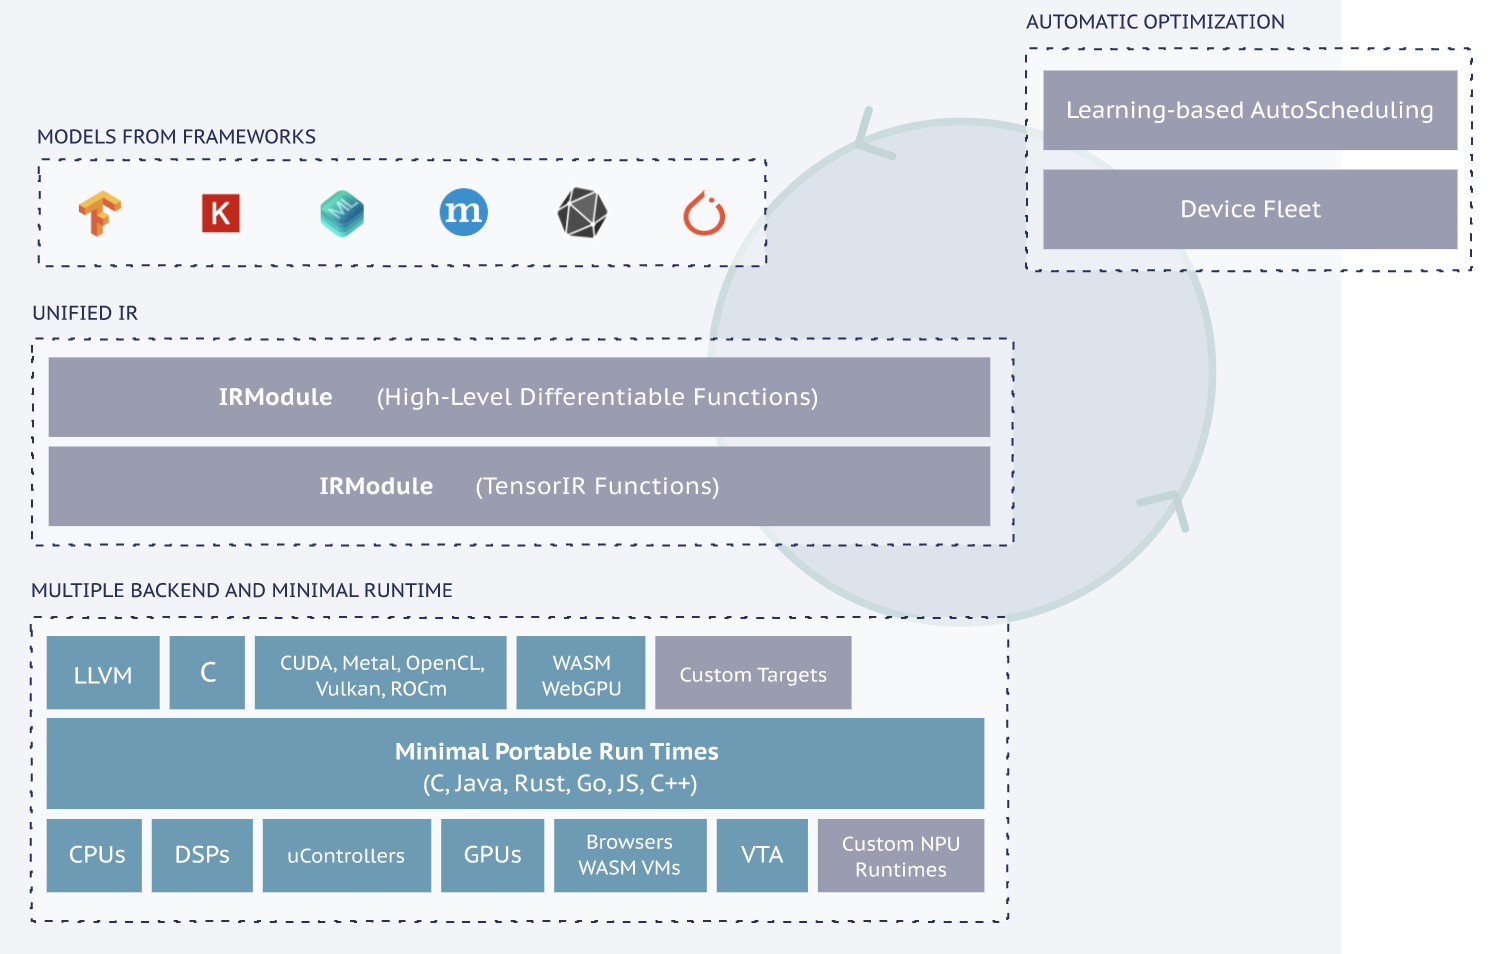 AUTOMATIC OPTIMIZATION
Learning-based AutoScheduling
Device Fleet
MODELS FROM FRAMEWORKS
K
ML
m
UNIFIED IR
IRModule (High-Level Differentiable Functions)
IRModule (TensorIR Functions)
MULTIPLE BACKEND AND MINIMAL RUNTIME
LLVM
C
CUDA, Metal, OpenCL,
Vulkan, ROCm
WASM
WebGPU
Custom Targets
Minimal Portable Run Times
(C, Java, Rust, Go, JS, C++)
CPUs
DSPs
uControllers
GPUs
Browsers
WASM VMs
VTA
Custom NPU
Runtimes